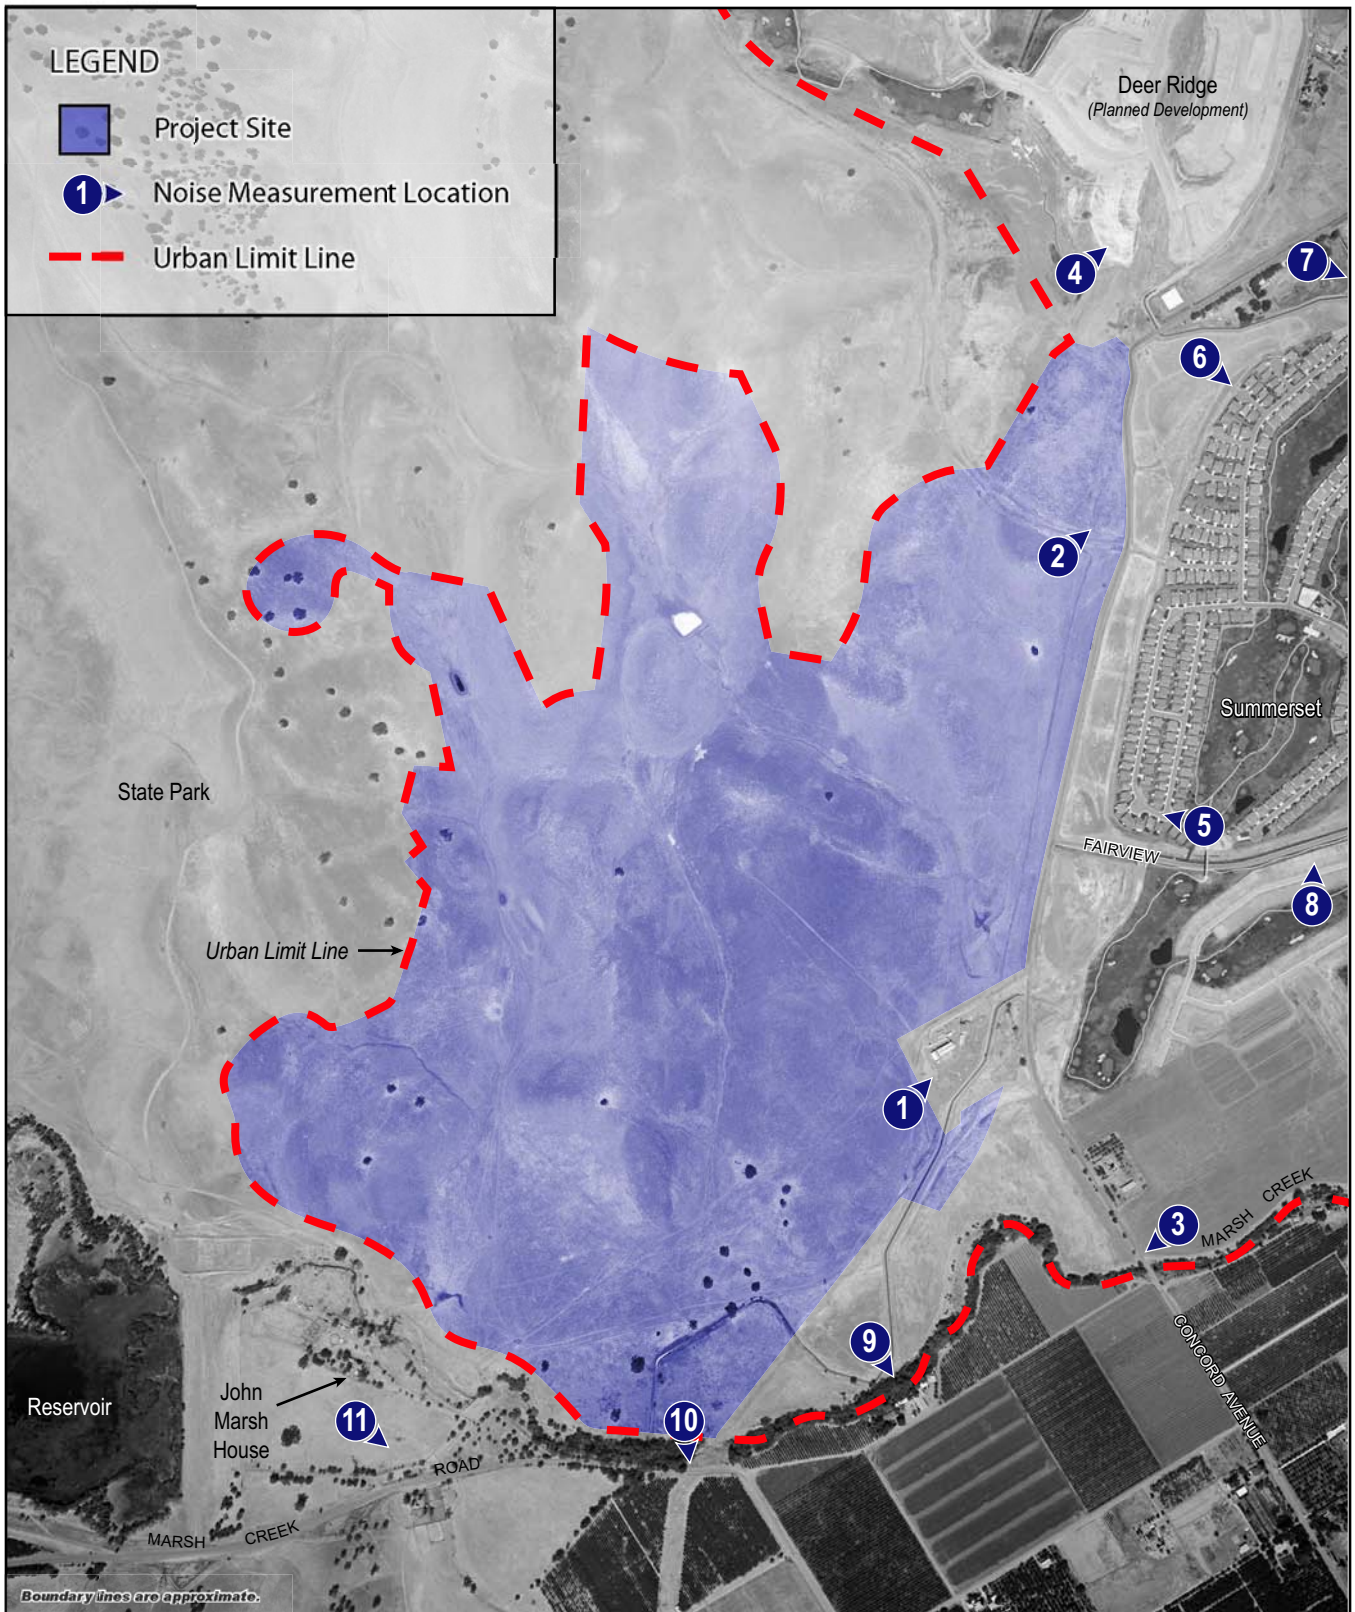 LEGEND
Project Site
1
Noise Measurement Location
Urban Limit Line
Deer Ridge
(Planned Development)
7
4
6
2
Summerset
State Park
5
FAIRVIEW
8
Urban Limit Line
1
3
MARSH CREEK
9
CONCORD AVENUE
John
Marsh
House
Reservoir
11
10
MARSH CREEK ROAD
Boundary lines are approximate.